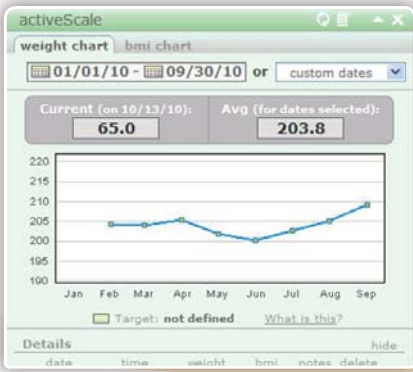 activeScale
weight chart bmi chart
01/01/10 - 09/30/10 or custom dates
Current (on 10/13/10): Avg (for dates selected):
65.0 203.8
220
215
210
205
200
195
190
Jan Feb Mar Apr May Jun Jul Aug Sep
Target: not defined What is this?
Details hide
date time weight bmi notes delete